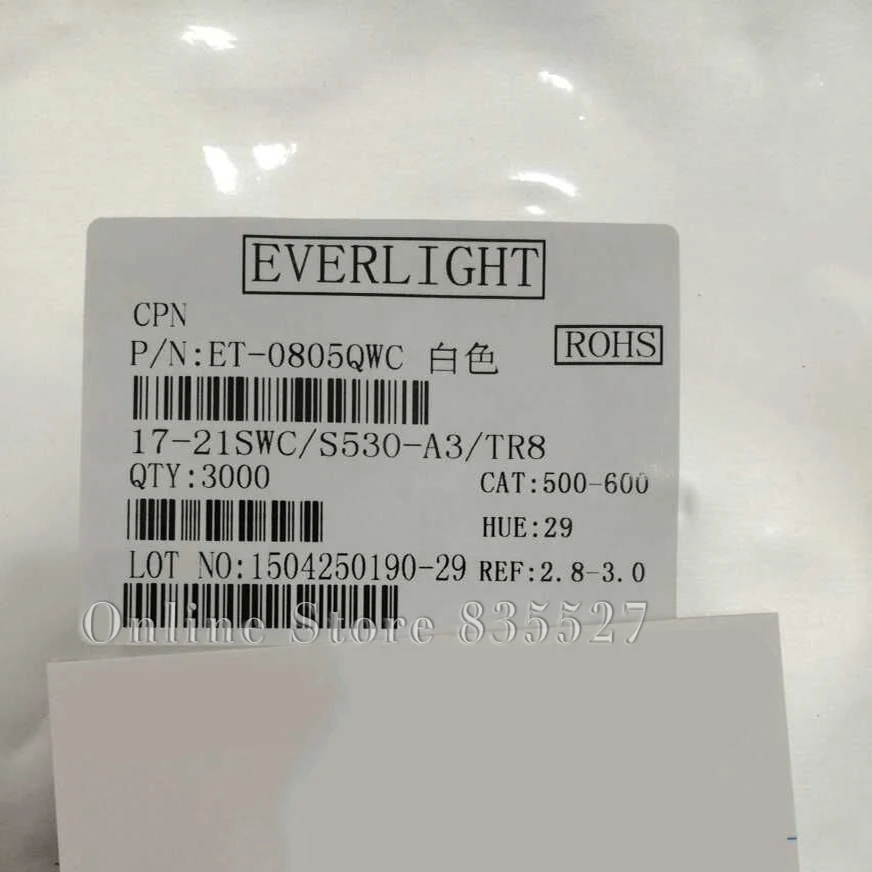 EVERLIGHT
CPN
P/N:ET-0805QWC 白色
ROHS
17-21SWC/S530-A3/TR8
QTY:3000
CAT:500-600
HUE:29
LOT NO:1504250190-29
REF:2.8-3.0
Online Store 835527